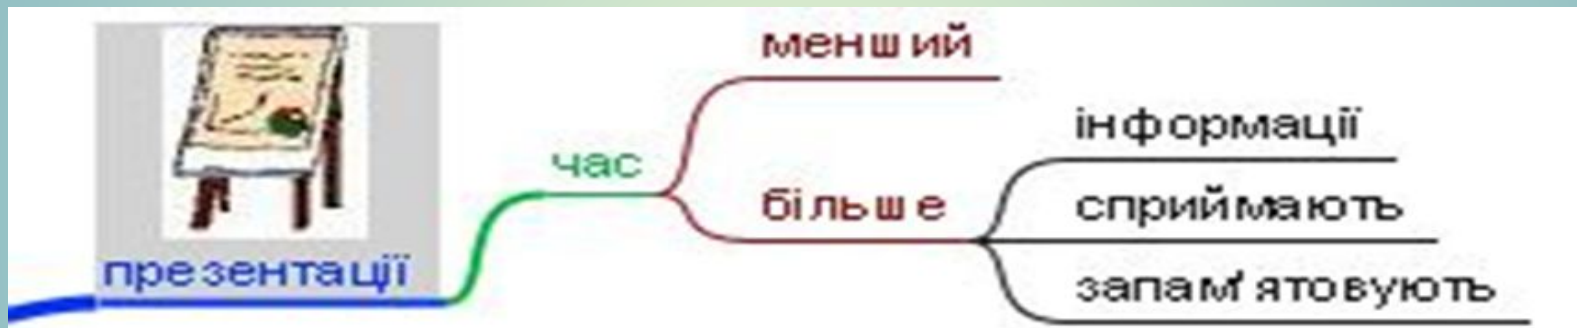 презентації
час
менший
більше
інформації
сприймають
запам'ятовують